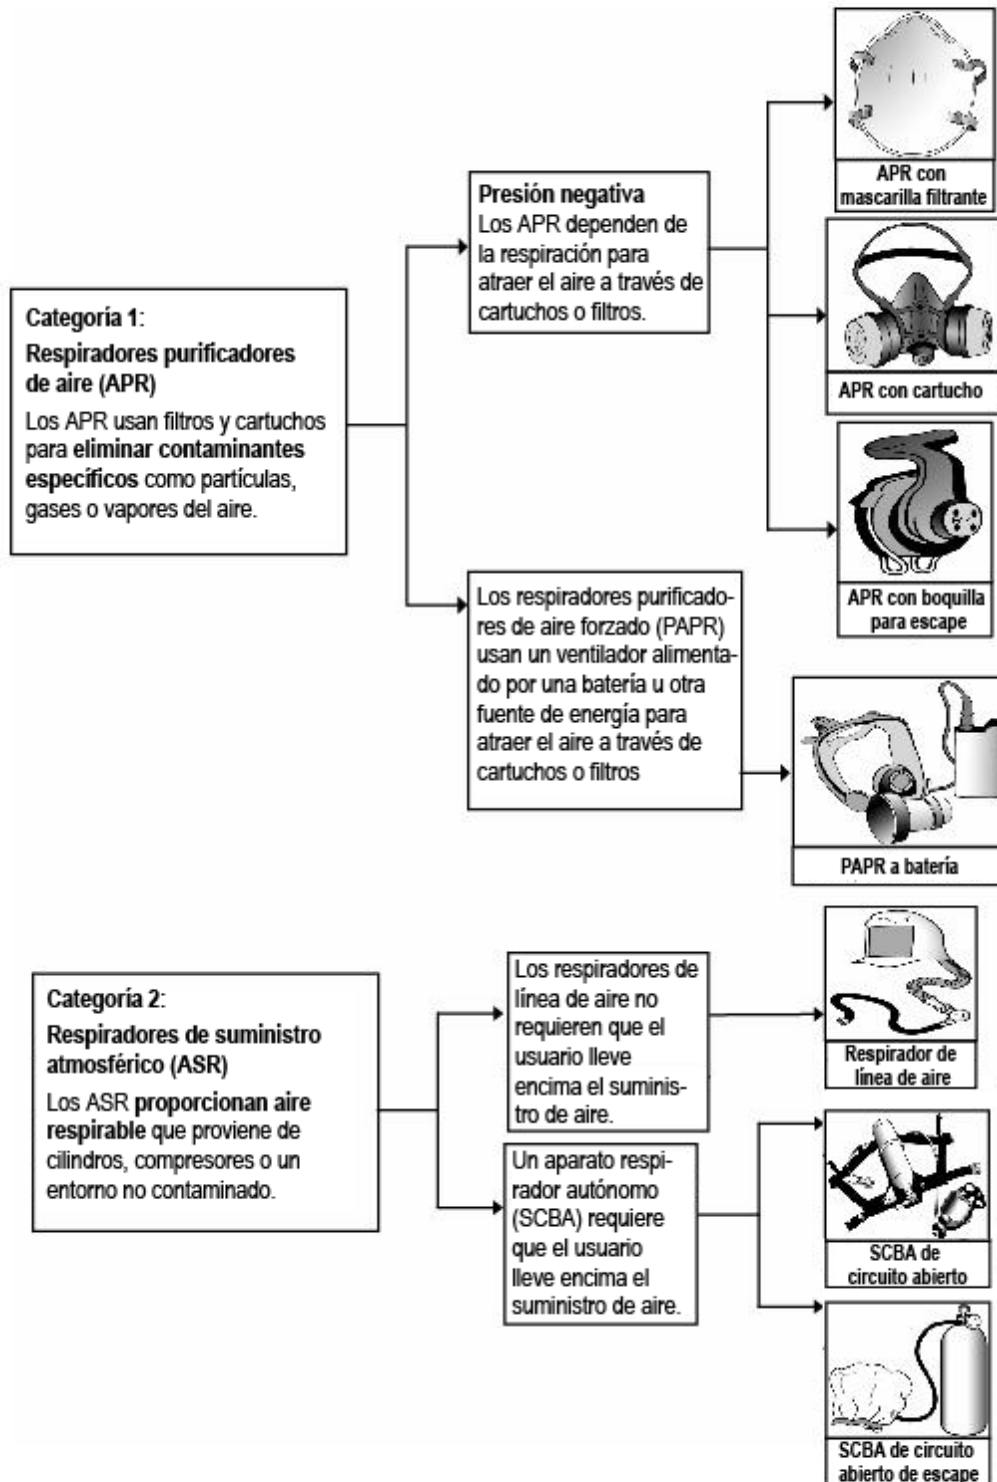 Categoría 1:
Respiradores purificadores
de aire (APR)
Los APR usan filtros y cartuchos
para eliminar contaminantes
específicos como partículas,
gases o vapores del aire.
Presión negativa
Los APR dependen de
la respiración para
atraer el aire a través de
cartuchos o filtros.
APR con
mascarilla filtrante
APR con cartucho
APR con boquilla
para escape
Los respiradores purificado-
res de aire forzado (PAPR)
usan un ventilador alimenta-
do por una batería u otra
fuente de energía para
atraer el aire a través de
cartuchos o filtros
PAPR a batería
Categoría 2:
Respiradores de suministro
atmosférico (ASR)
Los ASR proporcionan aire
respirable que proviene de
cilindros, compresores o un
entorno no contaminado.
Los respiradores de
línea de aire no
requieren que el
usuario lleve
encima el suminis-
tro de aire.
Respirador de
línea de aire
Un aparato respi-
rador autónomo
(SCBA) requiere
que el usuario
lleve encima el
suministro de aire.
SCBA de
circuito abierto
SCBA de circuito
abierto de escape